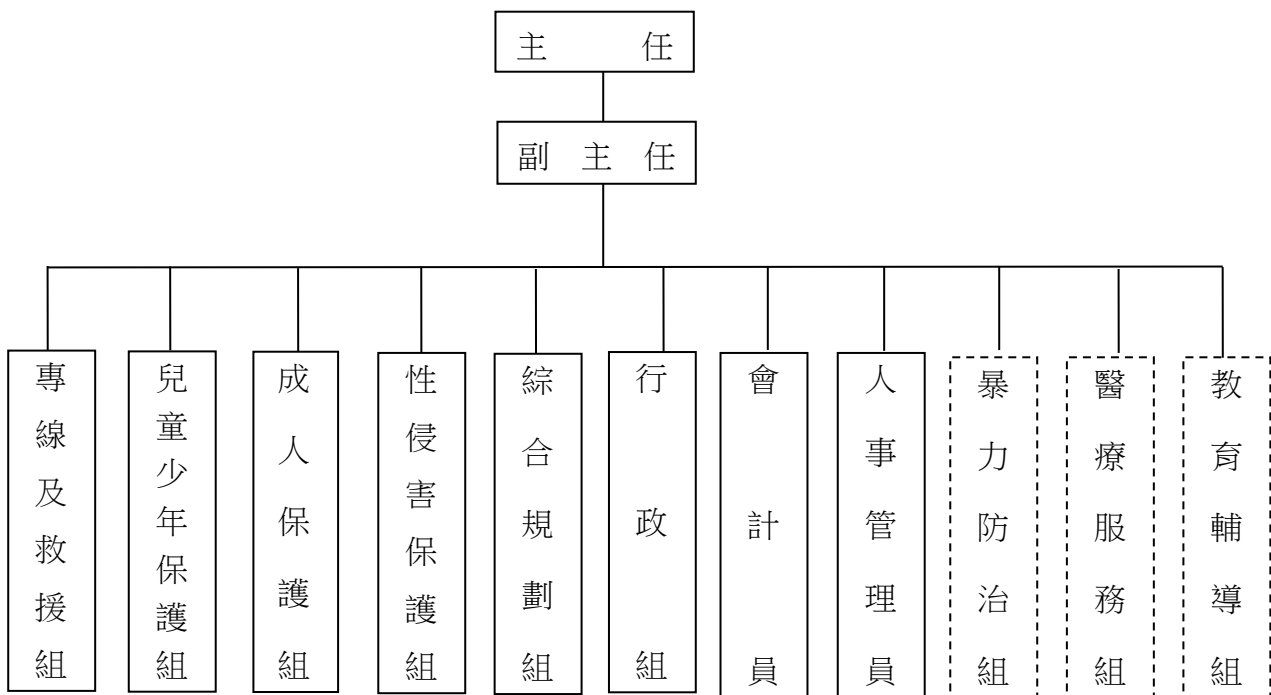 主任
副主任
專線及救援組
兒童少年保護組
成人保護組
性侵害保護組
綜合規劃組
行政組
會計員
人事管理員
暴力防治組
醫療服務組
教育輔導組